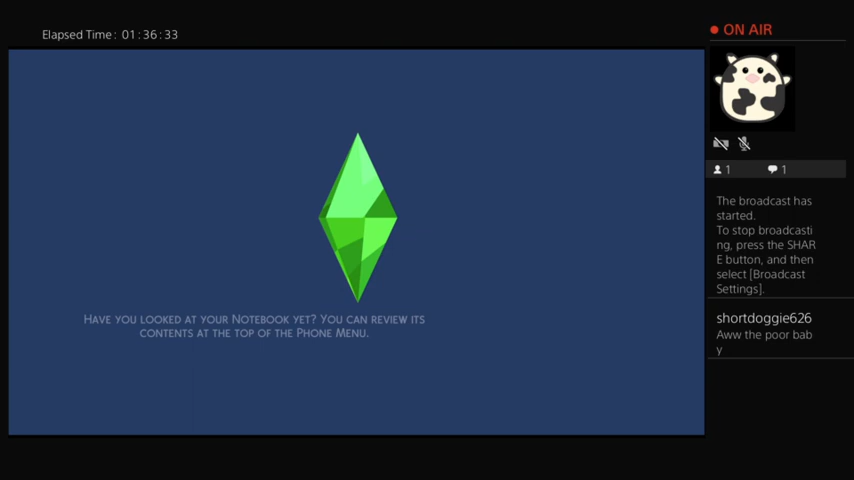 Elapsed Time: 01:36:33
ON AIR
1
1
The broadcast has
started.
To stop broadcasti
ng, press the SHAR
E button, and then
select [Broadcast
Settings].
shortdoggie626
Aww the poor bab
y
HAVE YOU LOOKED AT YOUR NOTEBOOK YET? YOU CAN REVIEW ITS
CONTENTS AT THE TOP OF THE PHONE MENU.